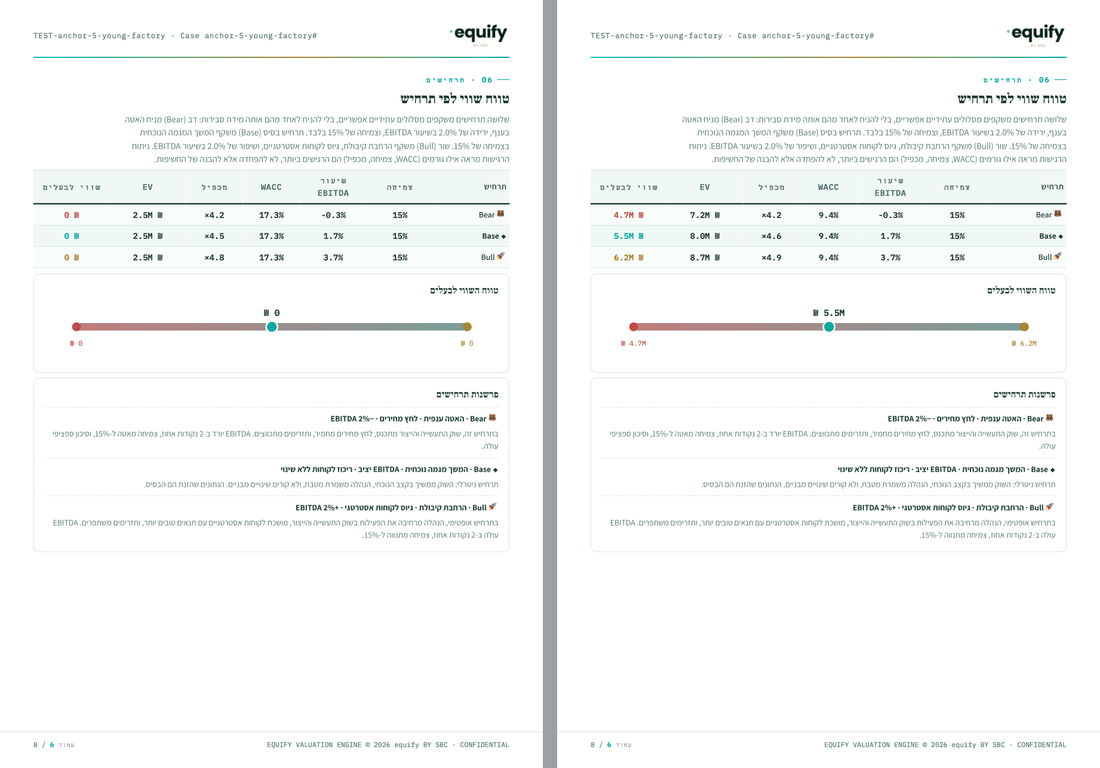 TEST-anchor-5-young-factory · Case anchor-5-young-factory#
equify
BY SBC
06 · תרחישים
טווח שווי לפי תרחיש
שלושה תרחישים משקפים מסלולים עתידיים אפשריים, בלי להניח לאחד מהם אותה מידת סבירות: דב (Bear) מניח האטה
בענף, ירידה של 2.0% בשיעור EBITDA, וצמיחה של 15% בלבד. תרחיש בסיס (Base) משקף המשך המגמה הנוכחית
בצמיחה של 15%. שור (Bull) משקף הרחבת קיבולת, גיוס לקוחות אסטרטגיים, ושיפור של 2.0% בשיעור EBITDA. ניתוח
הרגישות מראה אילו גורמים (WACC, צמיחה, מכפיל) הם הרגישים ביותר, לא להפחדה אלא להבנה של החשיפות.
תרחיש צמיחה שיעור EBITDA WACC מכפיל EV שווי לבעלים
🐻 Bear 15% -0.3% 17.3% ×4.2 2.5M ₪ 0 ₪
◆ Base 15% 1.7% 17.3% ×4.5 2.5M ₪ 0 ₪
🚀 Bull 15% 3.7% 17.3% ×4.8 2.5M ₪ 0 ₪
טווח השווי לבעלים
₪ 0
₪ 0 ₪ 0
פרשנות תרחישים
🐻 Bear · האטה ענפית · לחץ מחירים · −2% EBITDA
בתרחיש זה, שוק התעשייה והייצור מתכנס, לחץ מחירים מחמיר, ותזרימים מתכווצים. EBITDA יורד ב-2 נקודות אחוז, צמיחה מאטה ל-15%, וסיכון ספציפי
עולה.
◆ Base · המשך מגמה נוכחית · EBITDA יציב · ריכוז לקוחות ללא שינוי
תרחיש ניטרלי: השוק ממשיך בקצב הנוכחי, הנהלה משמרת מטבח, ולא קורים שינויים מבניים. הנתונים שהזנת הם הבסיס.
🚀 Bull · הרחבת קיבולת · גיוס לקוחות אסטרטגי · +2% EBITDA
בתרחיש אופטימי, הנהלה מרחיבה את הפעילות בשוק התעשייה והייצור, מושכת לקוחות אסטרטגיים עם תנאים טובים יותר, ותזרימים משתפרים. EBITDA
עולה ב-2 נקודות אחוז, צמיחה מתנווה ל-15%.
8 / 6 עמוד
EQUIFY VALUATION ENGINE © 2026 equify BY SBC · CONFIDENTIAL
TEST-anchor-5-young-factory · Case anchor-5-young-factory#
equify
BY SBC
06 · תרחישים
טווח שווי לפי תרחיש
שלושה תרחישים משקפים מסלולים עתידיים אפשריים, בלי להניח לאחד מהם אותה מידת סבירות: דב (Bear) מניח האטה
בענף, ירידה של 2.0% בשיעור EBITDA, וצמיחה של 15% בלבד. תרחיש בסיס (Base) משקף המשך המגמה הנוכחית
בצמיחה של 15%. שור (Bull) משקף הרחבת קיבולת, גיוס לקוחות אסטרטגיים, ושיפור של 2.0% בשיעור EBITDA. ניתוח
הרגישות מראה אילו גורמים (WACC, צמיחה, מכפיל) הם הרגישים ביותר, לא להפחדה אלא להבנה של החשיפות.
תרחיש צמיחה שיעור EBITDA WACC מכפיל EV שווי לבעלים
🐻 Bear 15% -0.3% 9.4% ×4.2 7.2M ₪ 4.7M ₪
◆ Base 15% 1.7% 9.4% ×4.6 8.0M ₪ 5.5M ₪
🚀 Bull 15% 3.7% 9.4% ×4.9 8.7M ₪ 6.2M ₪
טווח השווי לבעלים
₪ 5.5M
₪ 4.7M ₪ 6.2M
פרשנות תרחישים
🐻 Bear · האטה ענפית · לחץ מחירים · −2% EBITDA
בתרחיש זה, שוק התעשייה והייצור מתכנס, לחץ מחירים מחמיר, ותזרימים מתכווצים. EBITDA יורד ב-2 נקודות אחוז, צמיחה מאטה ל-15%, וסיכון ספציפי
עולה.
◆ Base · המשך מגמה נוכחית · EBITDA יציב · ריכוז לקוחות ללא שינוי
תרחיש ניטרלי: השוק ממשיך בקצב הנוכחי, הנהלה משמרת מטבח, ולא קורים שינויים מבניים. הנתונים שהזנת הם הבסיס.
🚀 Bull · הרחבת קיבולת · גיוס לקוחות אסטרטגי · +2% EBITDA
בתרחיש אופטימי, הנהלה מרחיבה את הפעילות בשוק התעשייה והייצור, מושכת לקוחות אסטרטגיים עם תנאים טובים יותר, ותזרימים משתפרים. EBITDA
עולה ב-2 נקודות אחוז, צמיחה מתנווה ל-15%.
8 / 6 עמוד
EQUIFY VALUATION ENGINE © 2026 equify BY SBC · CONFIDENTIAL